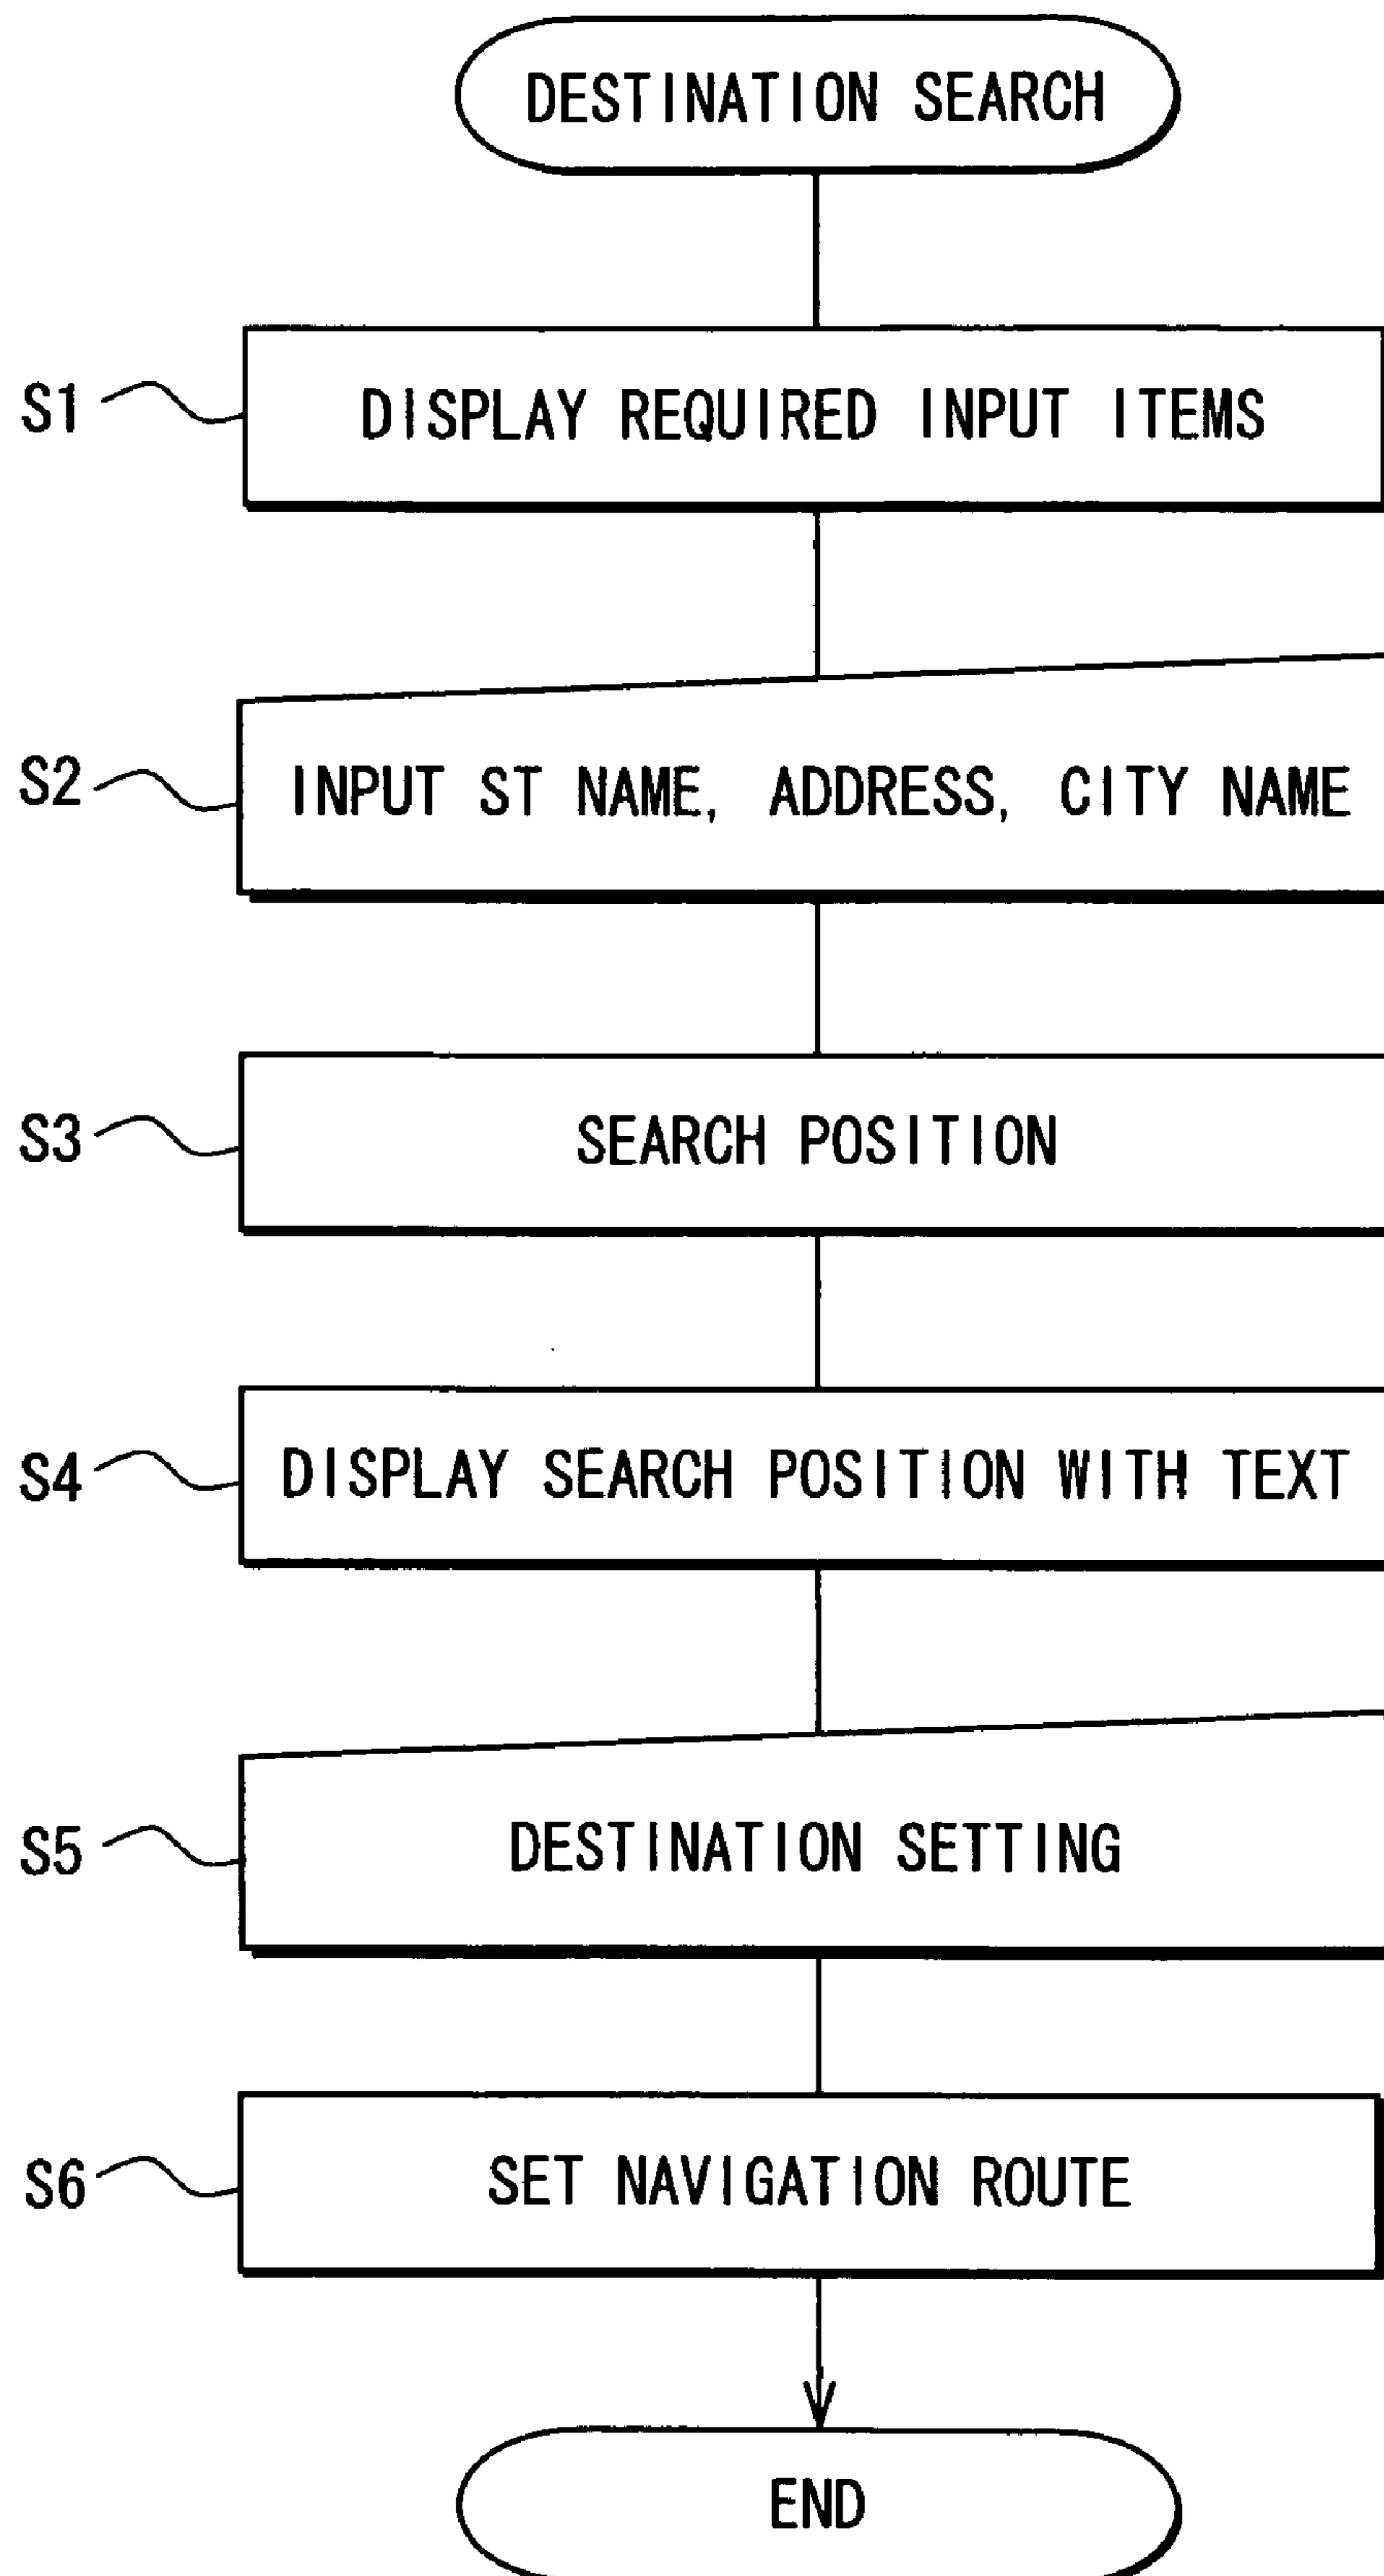 DESTINATION SEARCH
S1 DISPLAY REQUIRED INPUT ITEMS
S2 INPUT ST NAME, ADDRESS, CITY NAME
S3 SEARCH POSITION
S4 DISPLAY SEARCH POSITION WITH TEXT
S5 DESTINATION SETTING
S6 SET NAVIGATION ROUTE
END